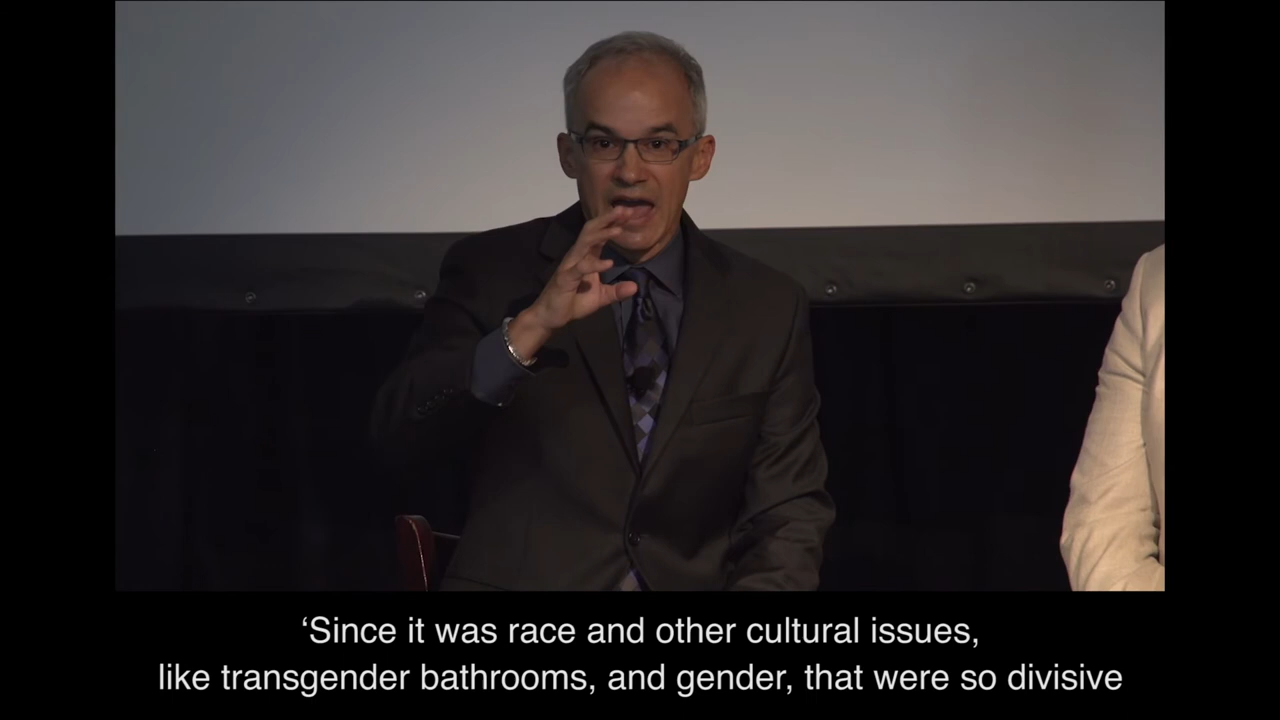 ‘Since it was race and other cultural issues,
like transgender bathrooms, and gender, that were so divisive